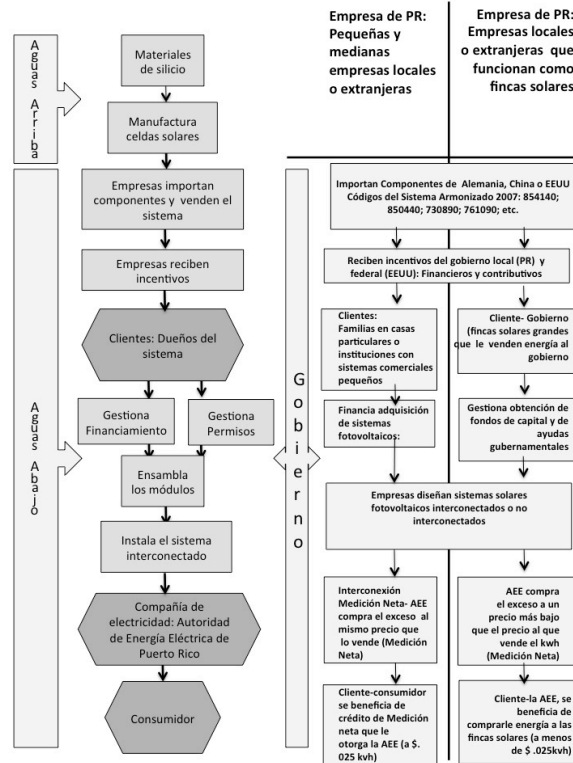 Aguas Arriba
Materiales
de silicio
Manufactura
celdas solares
Aguas Abajo
Empresas importan
componentes y venden el
sistema
Empresas reciben
incentivos
Clientes: Dueños del
sistema
Gestiona
Financiamiento
Gestiona
Permisos
Ensambla
los módulos
Instala el sistema
interconectado
Compañía de
electricidad: Autoridad
de Energía Eléctrica de
Puerto Rico
Consumidor
Gobierno
Empresa de PR:
Pequeñas y
medianas
empresas locales
o extranjeras
Empresa de PR:
Empresas locales
o extranjeras que
funcionan como
fincas solares
Importan Componentes de Alemania, China o EEUU
Códigos del Sistema Armonizado 2007: 854140;
850440; 730890; 761090; etc.
Reciben incentivos del gobierno local (PR) y
federal (EEUU): Financieros y contributivos
Clientes:
Familias en casas
particulares o
instituciones con
sistemas comerciales
pequeños
Cliente- Gobierno
(fincas solares grandes
que le venden energía al
gobierno
Financia adquisición
de sistemas
fotovoltaicos:
Gestiona obtención de
fondos de capital y de
ayudas
gubernamentales
Empresas diseñan sistemas solares
fotovoltaicos interconectados o no
interconectados
Interconexión
Medición Neta- AEE
compra el exceso al
mismo precio que
lo vende (Medición
Neta)
AEE compra
el exceso a un
precio más bajo
que el precio al que
vende el kwh
(Medición Neta)
Cliente-consumidor
se beneficia de
crédito de Medición
neta que le
otorga la AEE (a $.
025 kvh)
Cliente-la AEE, se
beneficia de
comprarle energía a las
fincas solares (a menos
de $ .025kvh)